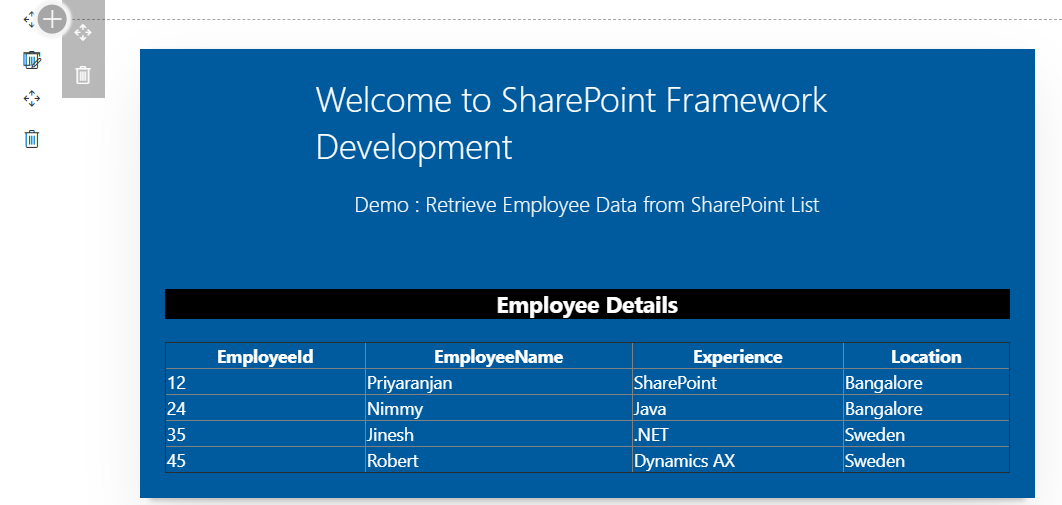 Welcome to SharePoint Framework
Development
Demo : Retrieve Employee Data from SharePoint List
Employee Details
EmployeeId EmployeeName Experience Location
12 Priyaranjan SharePoint Bangalore
24 Nimmy Java Bangalore
35 Jinesh .NET Sweden
45 Robert Dynamics AX Sweden